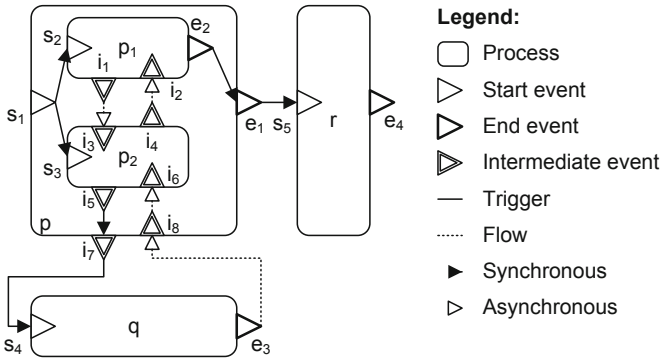 s2
p1
e2
i1
i2
s1
e1
s5
r
e4
i3
i4
s3
p2
i6
i5
p
i8
i7
q
s4
e3
Legend:
Process
Start event
End event
Intermediate event
Trigger
Flow
Synchronous
Asynchronous